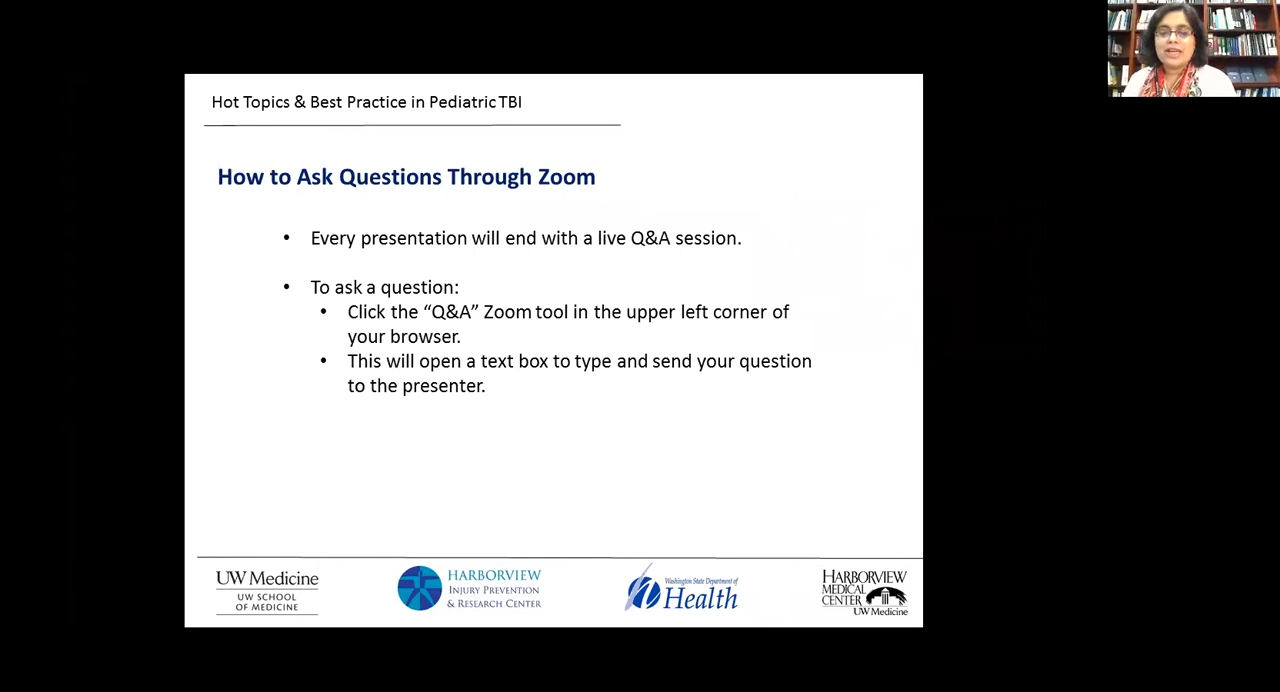 Hot Topics & Best Practice in Pediatric TBI
How to Ask Questions Through Zoom
• Every presentation will end with a live Q&A session.
• To ask a question:
• Click the “Q&A” Zoom tool in the upper left corner of
your browser.
• This will open a text box to type and send your question
to the presenter.
UW Medicine
UW SCHOOL
OF MEDICINE
HARBORVIEW
INJURY PREVENTION
& RESEARCH CENTER
Washington State Department of
Health
HARBORVIEW
MEDICAL
CENTER
UW Medicine